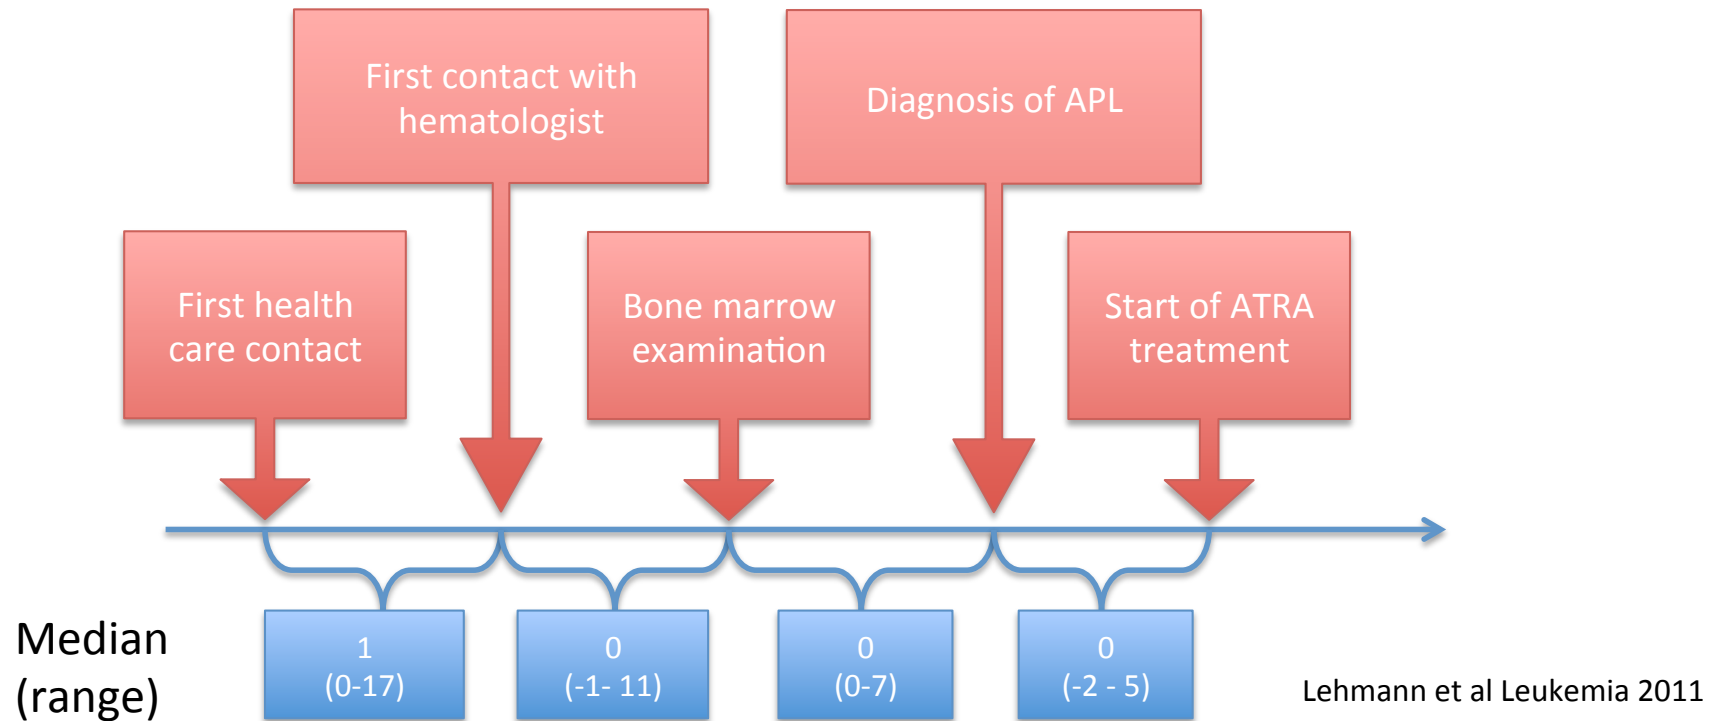 First contact with
hematologist
Diagnosis of APL
First health
care contact
Bone marrow
examination
Start of ATRA
treatment
Median
(range)
1
(0-17)
0
(-1- 11)
0
(0-7)
0
(-2 - 5)
Lehmann et al Leukemia 2011